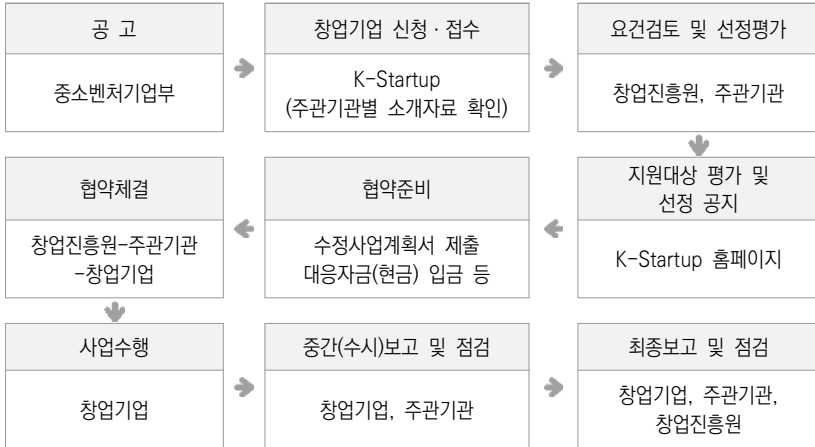 공 고
중소벤처기업부
창업기업 신청·접수
K-Startup
(주관기관별 소개자료 확인)
요건검토 및 선정평가
창업진흥원, 주관기관
지원대상 평가 및
선정 공지
K-Startup 홈페이지
협약준비
수정사업계획서 제출
대응자금(현금) 입금 등
협약체결
창업진흥원-주관기관
-창업기업
사업수행
창업기업
중간(수시)보고 및 점검
창업기업, 주관기관
최종보고 및 점검
창업기업, 주관기관,
창업진흥원